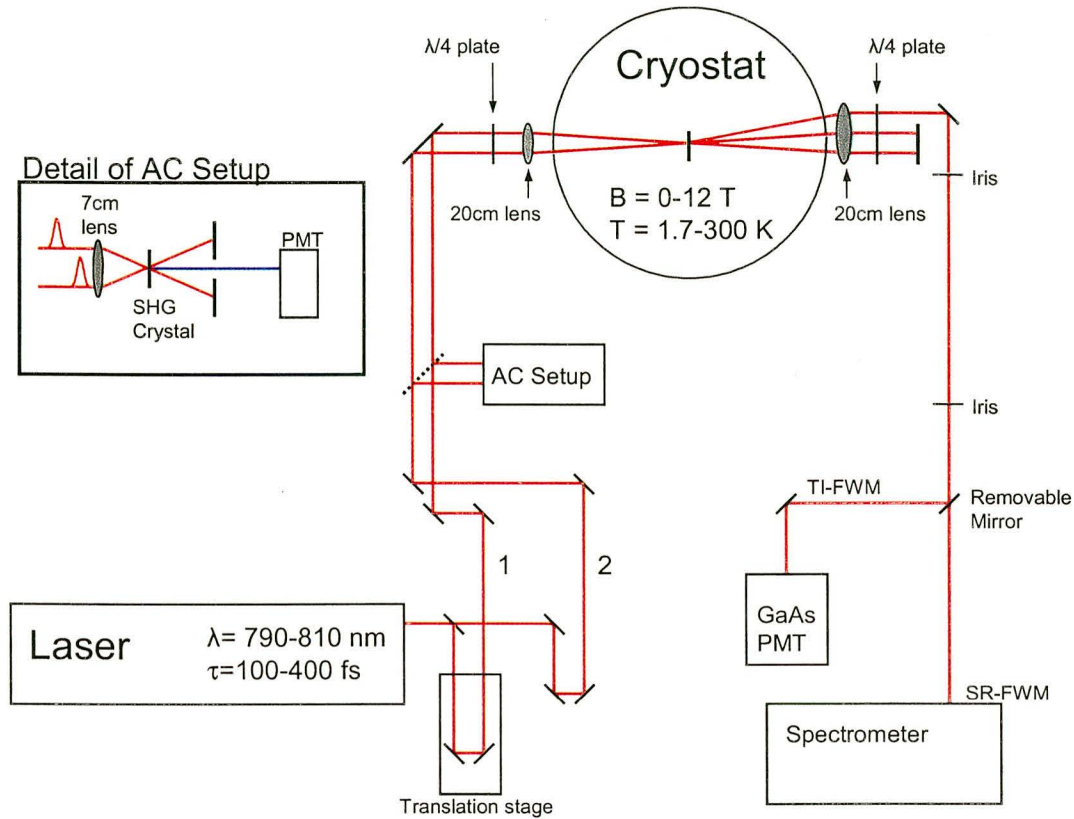 λ/4 plate
λ/4 plate
Cryostat
Detail of AC Setup
7cm
lens
PMT
SHG
Crystal
20cm lens
B = 0-12 T
T = 1.7-300 K
20cm lens
Iris
AC Setup
Iris
TI-FWM
Removable
Mirror
1
2
GaAs
PMT
Laser
λ= 790-810 nm
τ=100-400 fs
SR-FWM
Spectrometer
Translation stage